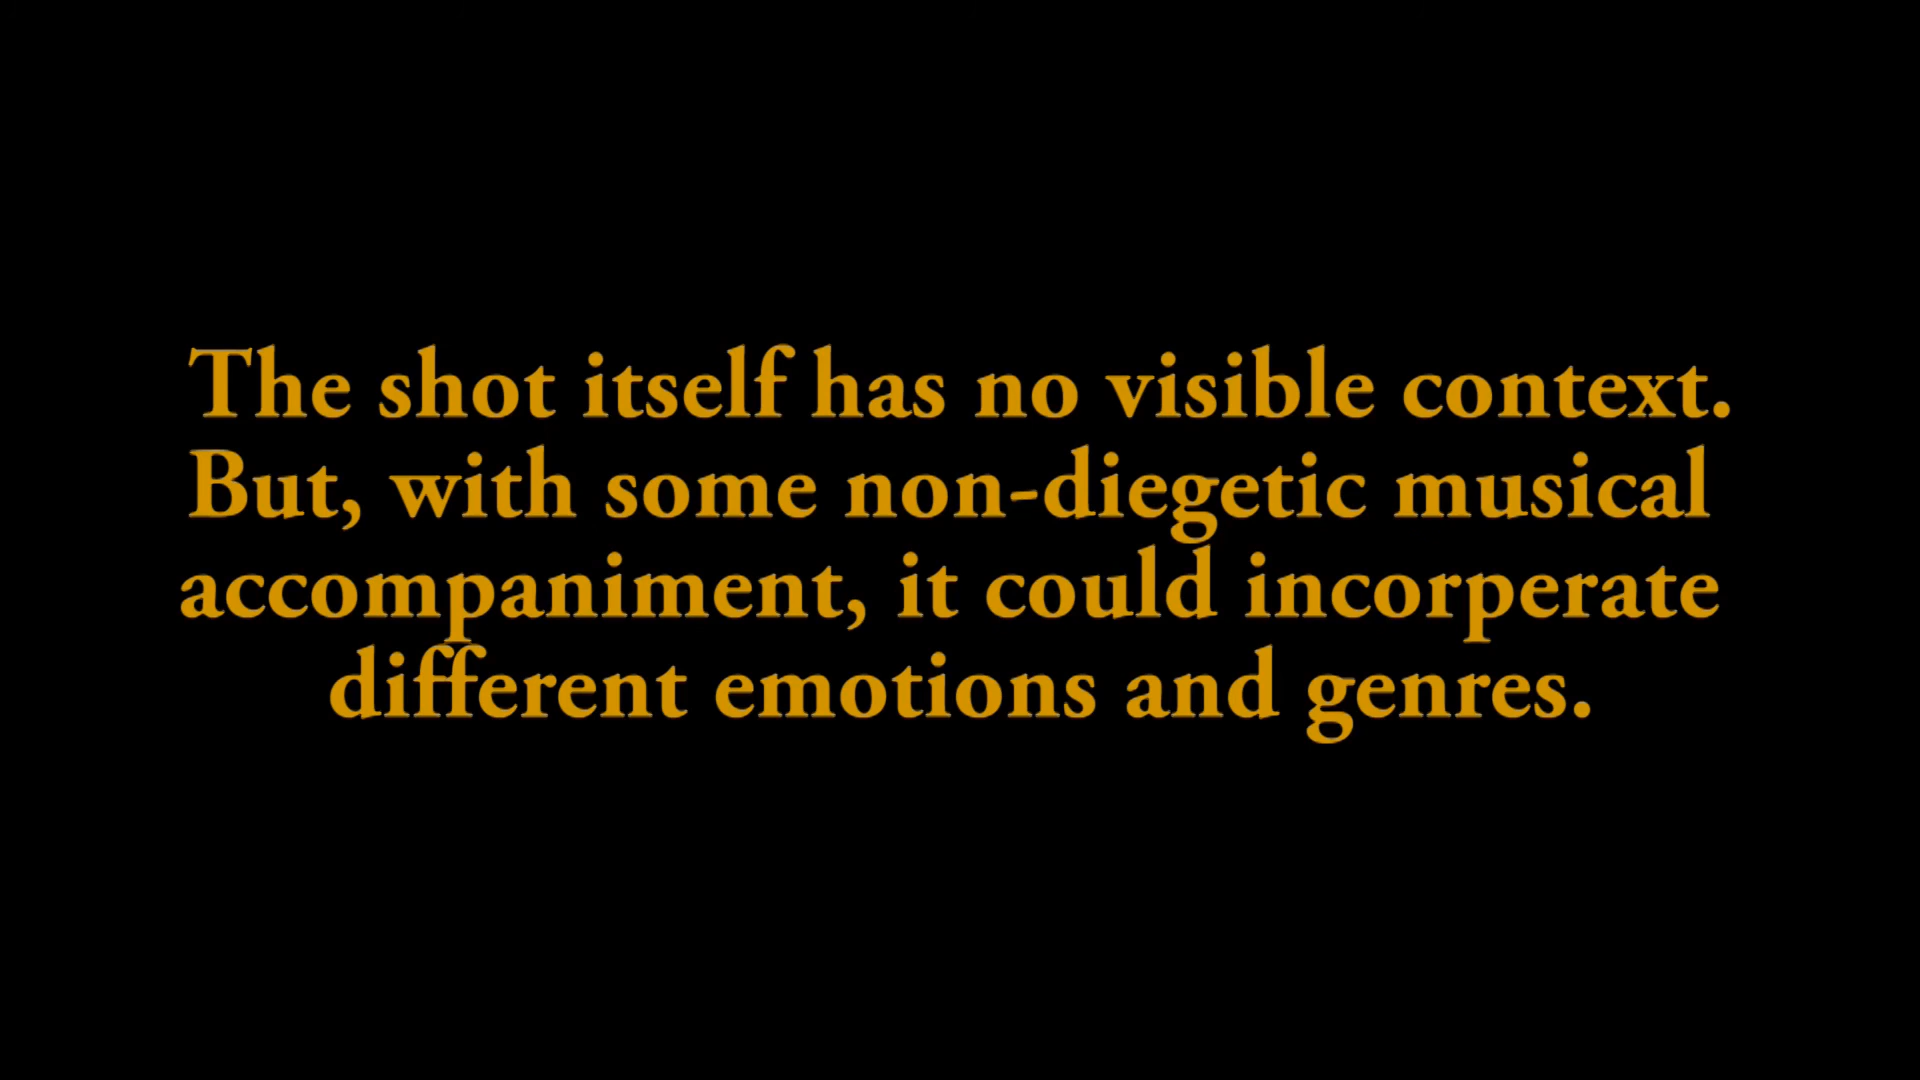 The shot itself has no visible context.
But, with some non-diegetic musical
accompaniment, it could incorperate
different emotions and genres.